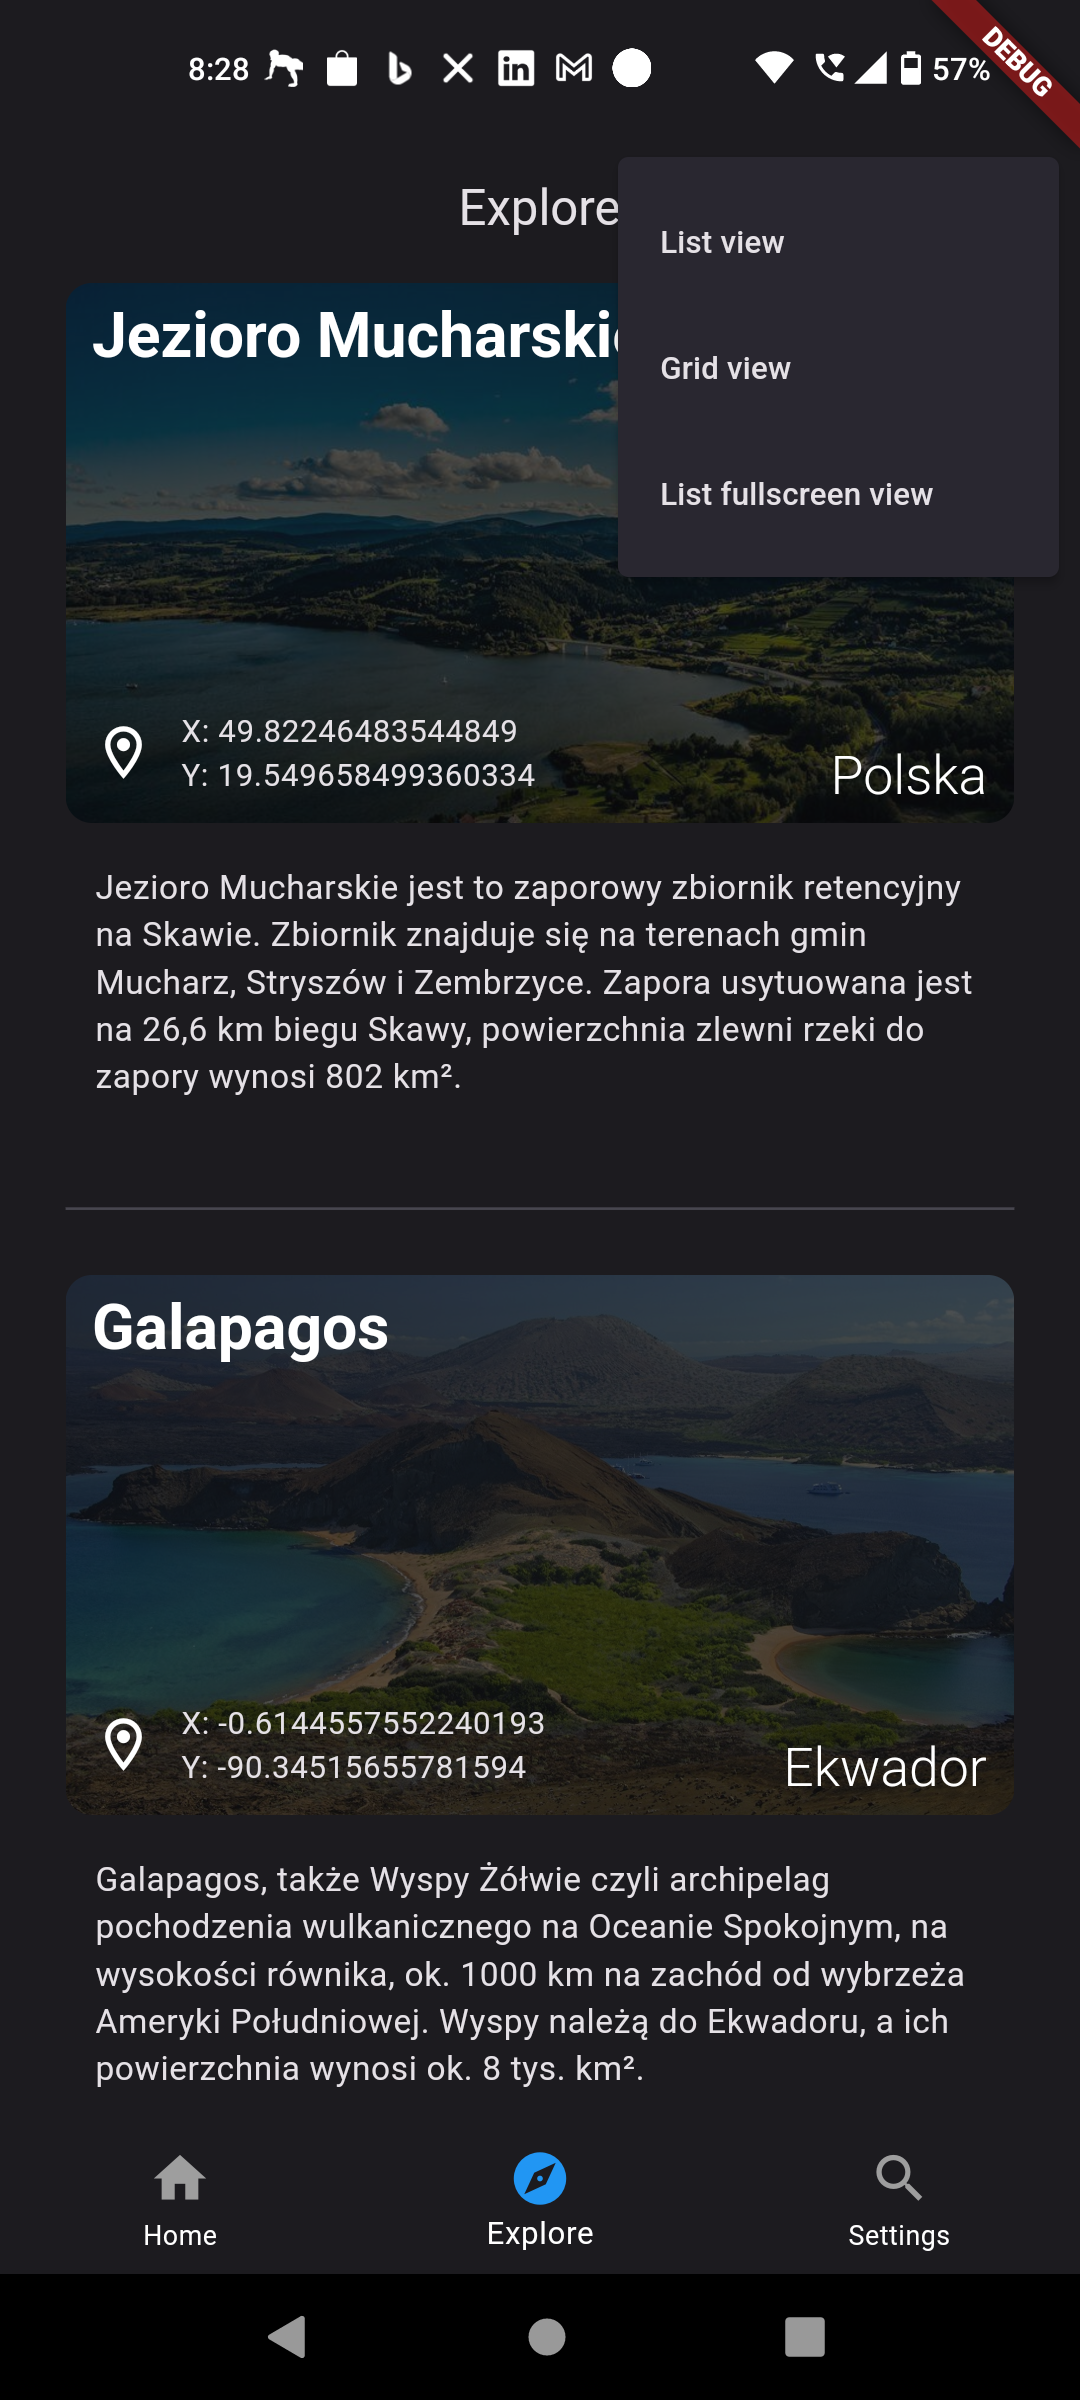 8:28
57%
DEBUG
Explore
List view
Grid view
List fullscreen view
Jezioro Mucharski
X: 49.82246483544849
Y: 19.549658499360334
Polska
Jezioro Mucharskie jest to zaporowy zbiornik retencyjny
na Skawie. Zbiornik znajduje się na terenach gmin
Mucharz, Stryszów i Zembrzyce. Zapora usytuowana jest
na 26,6 km biegu Skawy, powierzchnia zlewni rzeki do
zapory wynosi 802 km².
Galapagos
X: -0.6144557552240193
Y: -90.34515655781594
Ekwador
Galapagos, także Wyspy Żółwie czyli archipelag
pochodzenia wulkanicznego na Oceanie Spokojnym, na
wysokości równika, ok. 1000 km na zachód od wybrzeża
Ameryki Południowej. Wyspy należą do Ekwadoru, a ich
powierzchnia wynosi ok. 8 tys. km².
Home
Explore
Settings